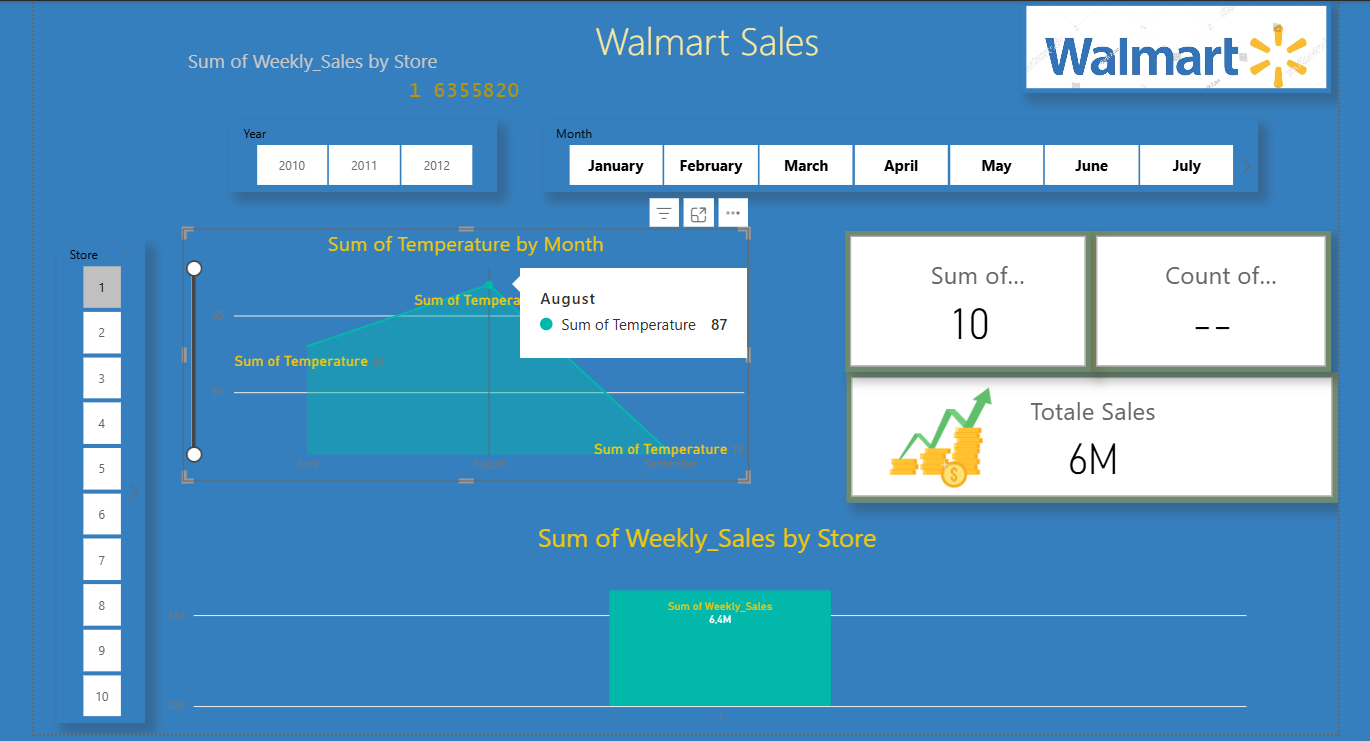 Walmart Sales
Walmart
Sum of Weekly_Sales by Store
1 6355820
Year
2010 2011 2012
Month
January February March April May June July
Store
1
2
3
4
5
6
7
8
9
10
Sum of Temperature by Month
Sum of Tempera
August
Sum of Temperature 87
Sum of Temperature
Sum of Temperature
June August September
Sum of...
10
Count of...
--
Totale Sales
6M
Sum of Weekly_Sales by Store
Sum of Weekly_Sales
6,4M
5M
0M